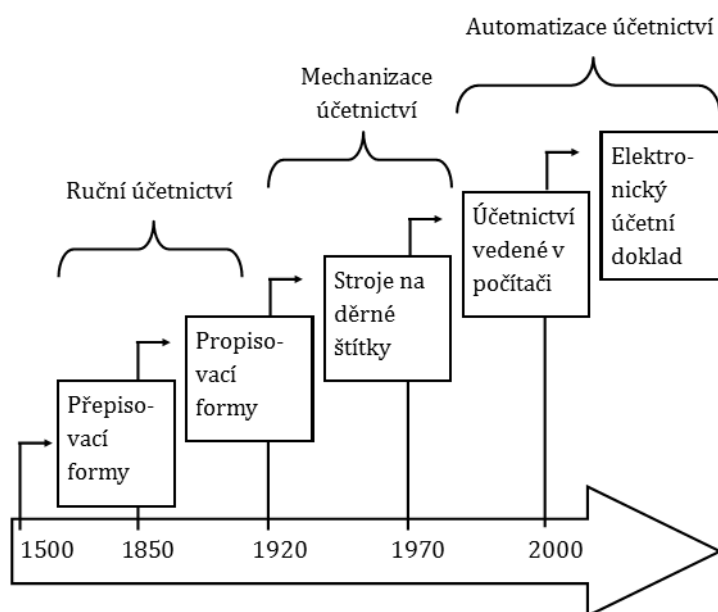 Automatizace účetnictví
Mechanizace
účetnictví
Ruční účetnictví
Elektro-
nický
účetní
doklad
Účetnictví
vedené v
počítači
Stroje na
děrné
štítky
Propiso-
vací
formy
Přepiso-
vací
formy
1500 1850 1920 1970 2000